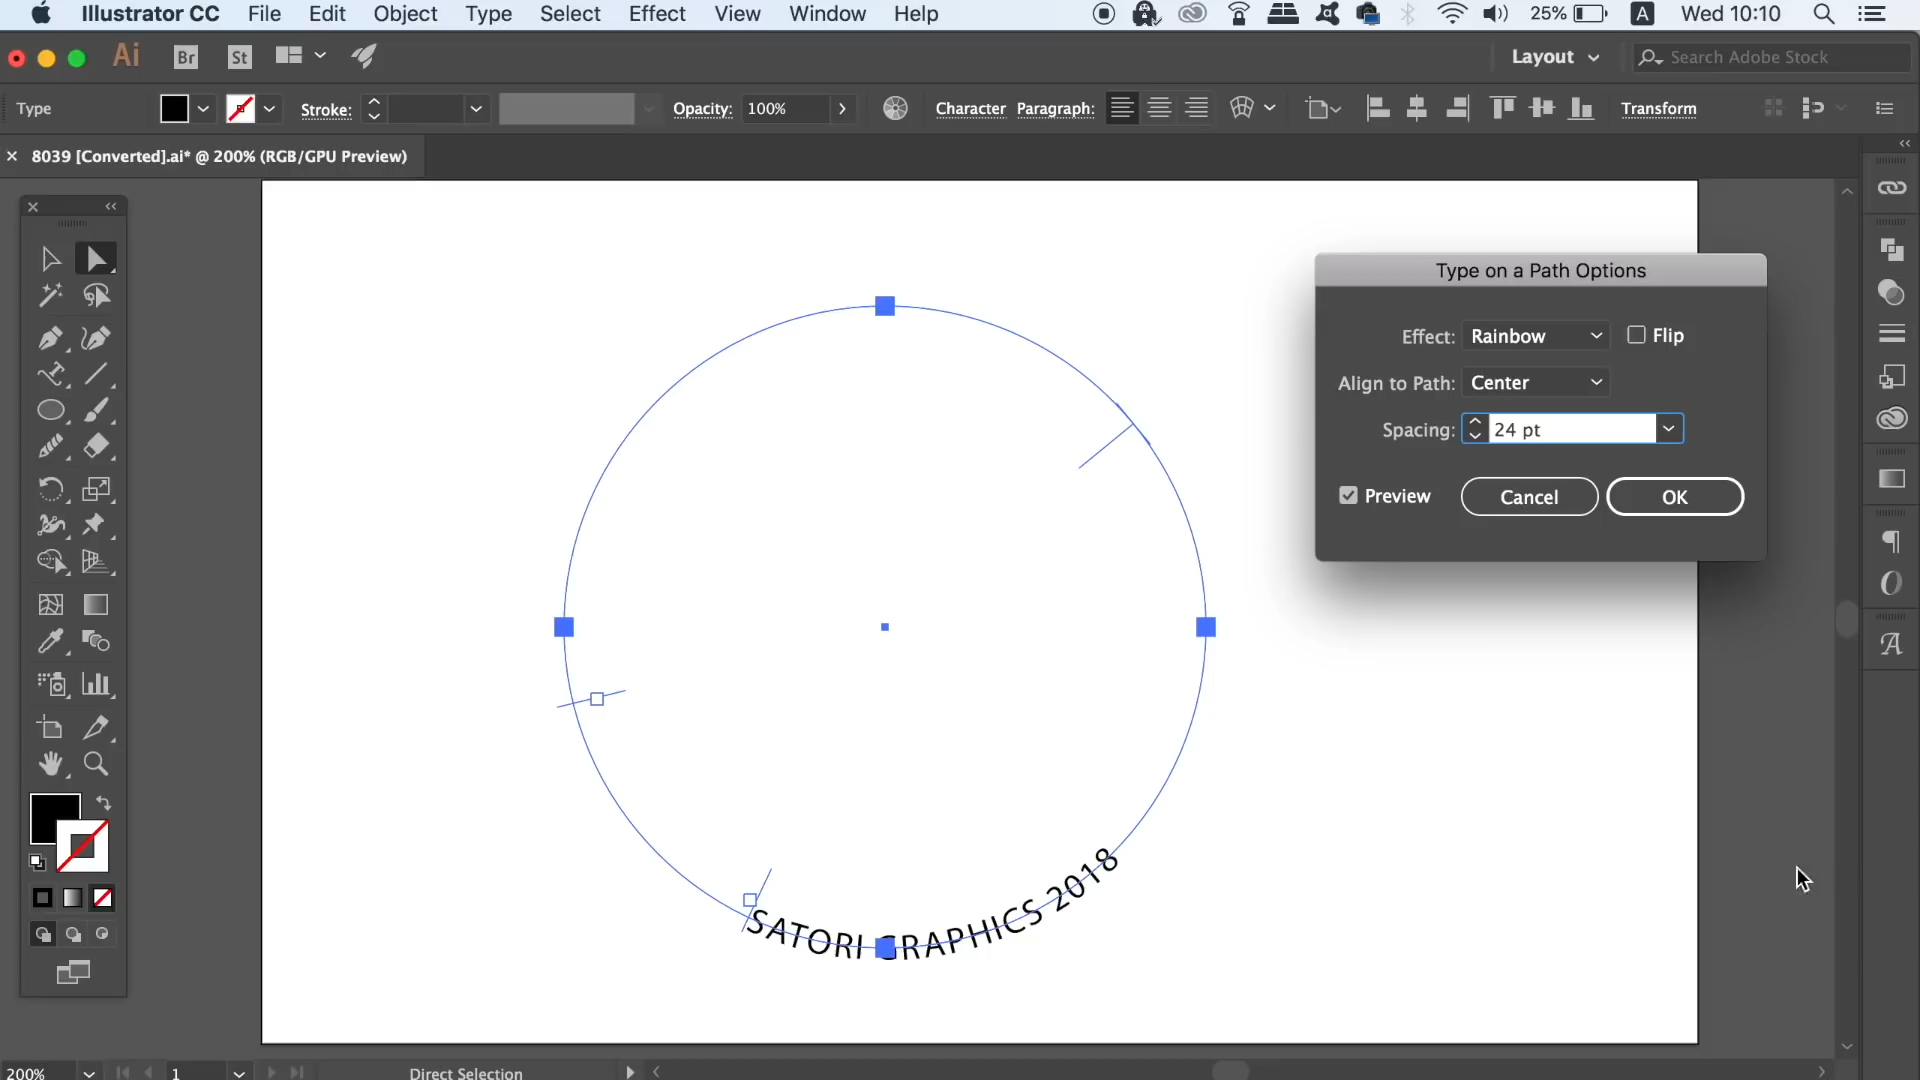 Illustrator CC File Edit Object Type Select Effect View Window Help 25% A Wed 10:10
Ai Br St Layout Search Adobe Stock
Type Stroke: Opacity: 100% Character Paragraph: Transform
8039 [Converted].ai* @ 200% (RGB/GPU Preview)
Type on a Path Options
Effect: Rainbow Flip
Align to Path: Center
Spacing: 24 pt
Preview Cancel OK
SATORI GRAPHICS 2018
200% 1 Direct Selection